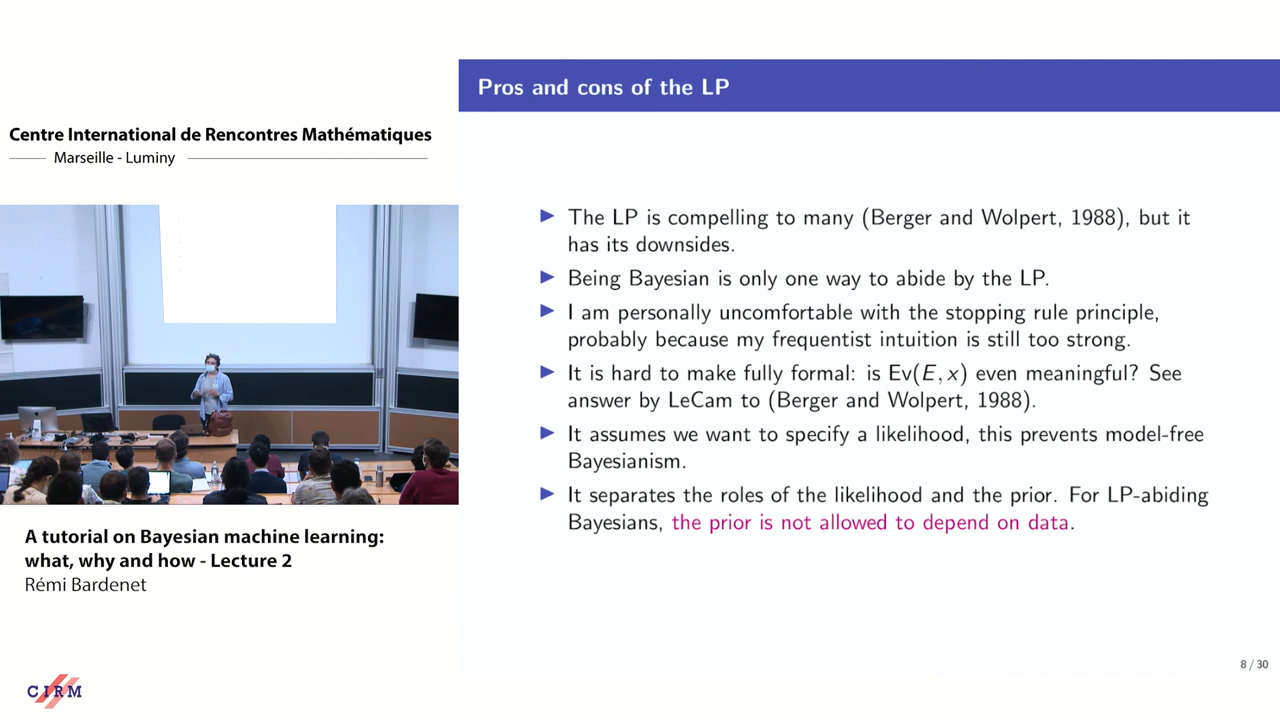 Centre International de Rencontres Mathématiques
Marseille - Luminy
A tutorial on Bayesian machine learning:
what, why and how - Lecture 2
Rémi Bardenet
CIRM
Pros and cons of the LP
▶ The LP is compelling to many (Berger and Wolpert, 1988), but it
has its downsides.
▶ Being Bayesian is only one way to abide by the LP.
▶ I am personally uncomfortable with the stopping rule principle,
probably because my frequentist intuition is still too strong.
▶ It is hard to make fully formal: is Ev(E, x) even meaningful? See
answer by LeCam to (Berger and Wolpert, 1988).
▶ It assumes we want to specify a likelihood, this prevents model-free
Bayesianism.
▶ It separates the roles of the likelihood and the prior. For LP-abiding
Bayesians, the prior is not allowed to depend on data.
8 / 30